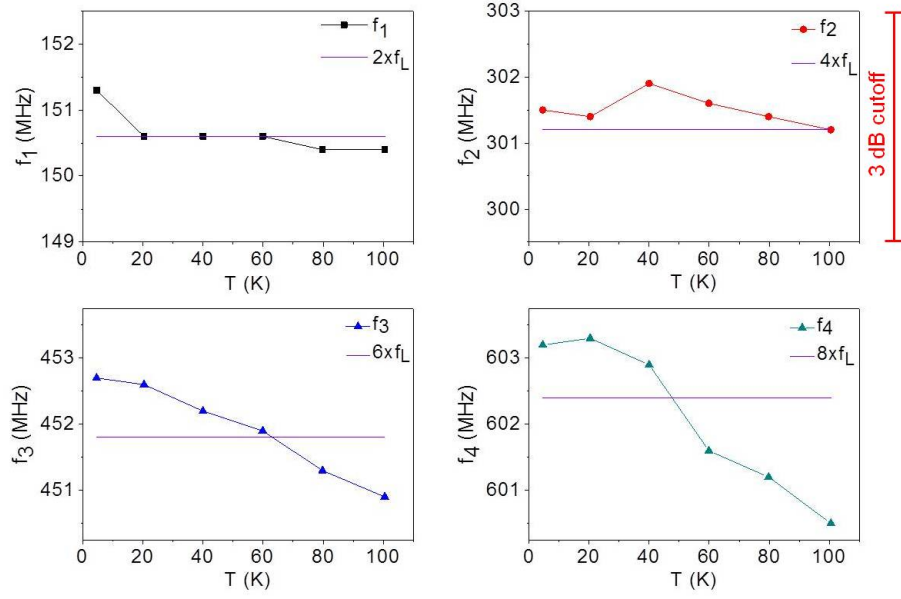 152
151
150
149
f1 (MHz)
f1
2xfL
0 20 40 60 80 100
T (K)
303
302
301
300
f2 (MHz)
f2
4xfL
0 20 40 60 80 100
T (K)
3 dB cutoff
453
452
451
f3 (MHz)
f3
6xfL
0 20 40 60 80 100
T (K)
603
602
601
f4 (MHz)
f4
8xfL
0 20 40 60 80 100
T (K)